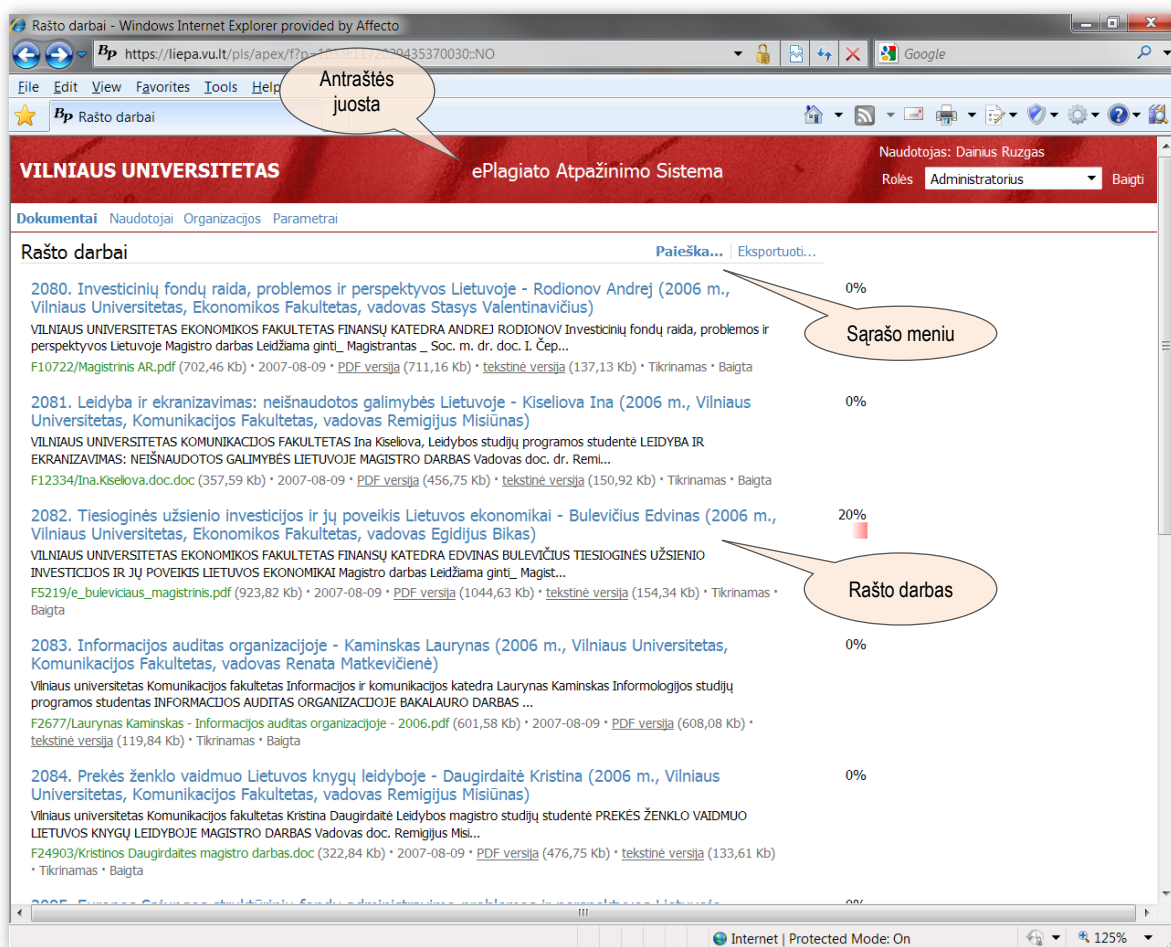 Rašto darbai - Windows Internet Explorer provided by Affecto
https://liepa.vu.lt/pls/apex/f?p=
::NO
Google
File Edit View Favorites Tools Help
Antraštės
juosta
Rašto darbai
VILNIAUS UNIVERSITETAS
ePlagiato Atpažinimo Sistema
Naudotojas: Dainius Ruzgas
Rolės Administratorius Baigti
Dokumentai Naudotojai Organizacijos Parametrai
Rašto darbai
Paieška... Eksportuoti...
2080. Investicinių fondų raida, problemos ir perspektyvos Lietuvoje - Rodionov Andrej (2006 m., 0%
Vilniaus Universitetas, Ekonomikos Fakultetas, vadovas Stasys Valentinavičius)
VILNIAUS UNIVERSITETAS EKONOMIKOS FAKULTETAS FINANSŲ KATEDRA ANDREJ RODIONOV Investicinių fondų raida, problemos ir
perspektyvos Lietuvoje Magistro darbas Leidžiama ginti_ Magistrantas _ Soc. m. dr. doc. I. Čep...
F10722/Magistrinis AR.pdf (702,46 Kb) • 2007-08-09 • PDF versija (711,16 Kb) • tekstinė versija (137,13 Kb) • Tikrinamas • Baigta
Sąrašo meniu
2081. Leidyba ir ekranizavimas: neišnaudotos galimybės Lietuvoje - Kiseliova Ina (2006 m., Vilniaus 0%
Universitetas, Komunikacijos Fakultetas, vadovas Remigijus Misiūnas)
VILNIAUS UNIVERSITETAS KOMUNIKACIJOS FAKULTETAS Ina Kiseliova, Leidybos studijų programos studentė LEIDYBA IR
EKRANIZAVIMAS: NEIŠNAUDOTOS GALIMYBĖS LIETUVOJE MAGISTRO DARBAS Vadovas doc. dr. Remi...
F12334/Ina.Kiseliova.doc.doc (357,59 Kb) • 2007-08-09 • PDF versija (456,75 Kb) • tekstinė versija (150,92 Kb) • Tikrinamas • Baigta
2082. Tiesioginės užsienio investicijos ir jų poveikis Lietuvos ekonomikai - Bulevičius Edvinas (2006 m., 20%
Vilniaus Universitetas, Ekonomikos Fakultetas, vadovas Egidijus Bikas)
VILNIAUS UNIVERSITETAS EKONOMIKOS FAKULTETAS FINANSŲ KATEDRA EDVINAS BULEVIČIUS TIESIOGINĖS UŽSIENIO
INVESTICIJOS IR JŲ POVEIKIS LIETUVOS EKONOMIKAI Magistro darbas Leidžiama ginti_ Magist...
F5219/e_buleviciaus_magistrinis.pdf (923,82 Kb) • 2007-08-09 • PDF versija (1044,63 Kb) • tekstinė versija (154,34 Kb) • Tikrinamas •
Baigta
Rašto darbas
2083. Informacijos auditas organizacijoje - Kaminskas Laurynas (2006 m., Vilniaus Universitetas, 0%
Komunikacijos Fakultetas, vadovas Renata Matkevičienė)
Vilniaus universitetas Komunikacijos fakultetas Informacijos ir komunikacijos katedra Laurynas Kaminskas Informologijos studijų
programos studentas INFORMACIJOS AUDITAS ORGANIZACIJOJE BAKALAURO DARBAS ...
F2677/Laurynas Kaminskas - Informacijos auditas organizacijoje - 2006.pdf (601,58 Kb) • 2007-08-09 • PDF versija (608,08 Kb) •
tekstinė versija (119,84 Kb) • Tikrinamas • Baigta
2084. Prekės ženklo vaidmuo Lietuvos knygų leidyboje - Daugirdaitė Kristina (2006 m., Vilniaus 0%
Universitetas, Komunikacijos Fakultetas, vadovas Remigijus Misiūnas)
Vilniaus universitetas Komunikacijos fakultetas Kristina Daugirdaitė Leidybos magistro studijų studentė PREKĖS ŽENKLO VAIDMUO
LIETUVOS KNYGŲ LEIDYBOJE MAGISTRO DARBAS Vadovas doc. Remigijus Misi...
F24903/Kristinos Daugirdaites magistro darbas.doc (322,84 Kb) • 2007-08-09 • PDF versija (476,75 Kb) • tekstinė versija (133,61 Kb)
• Tikrinamas • Baigta
Internet | Protected Mode: On 125%